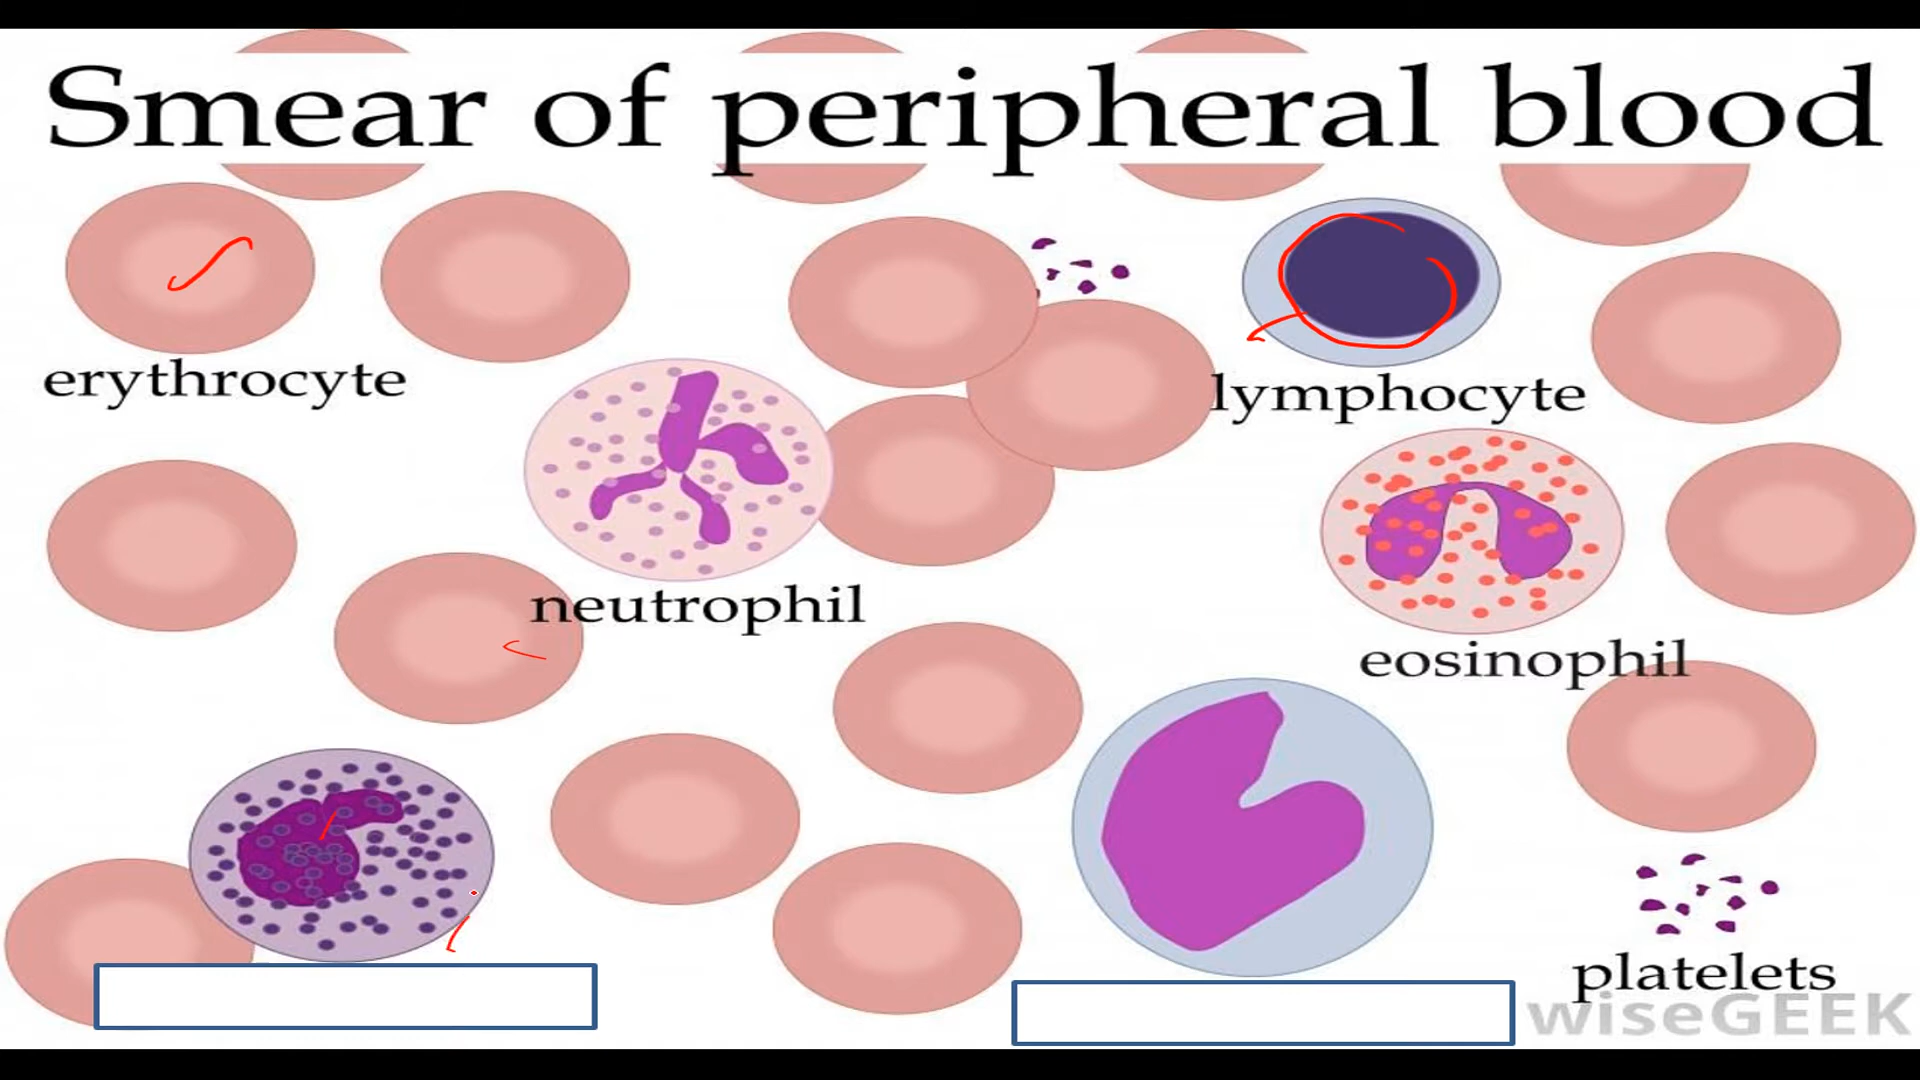 Smear of peripheral blood
erythrocyte
lymphocyte
neutrophil
eosinophil
platelets
wiseGEEK